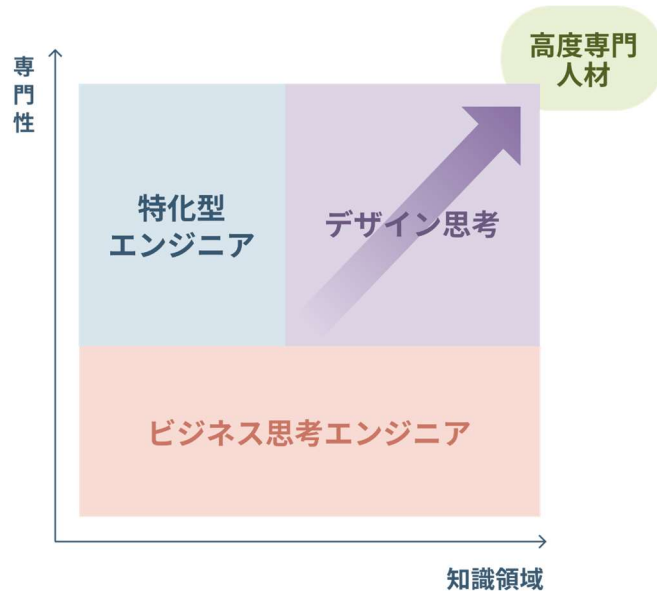 高度専門
人材
専門性
特化型
エンジニア
デザイン思考
ビジネス思考エンジニア
知識領域